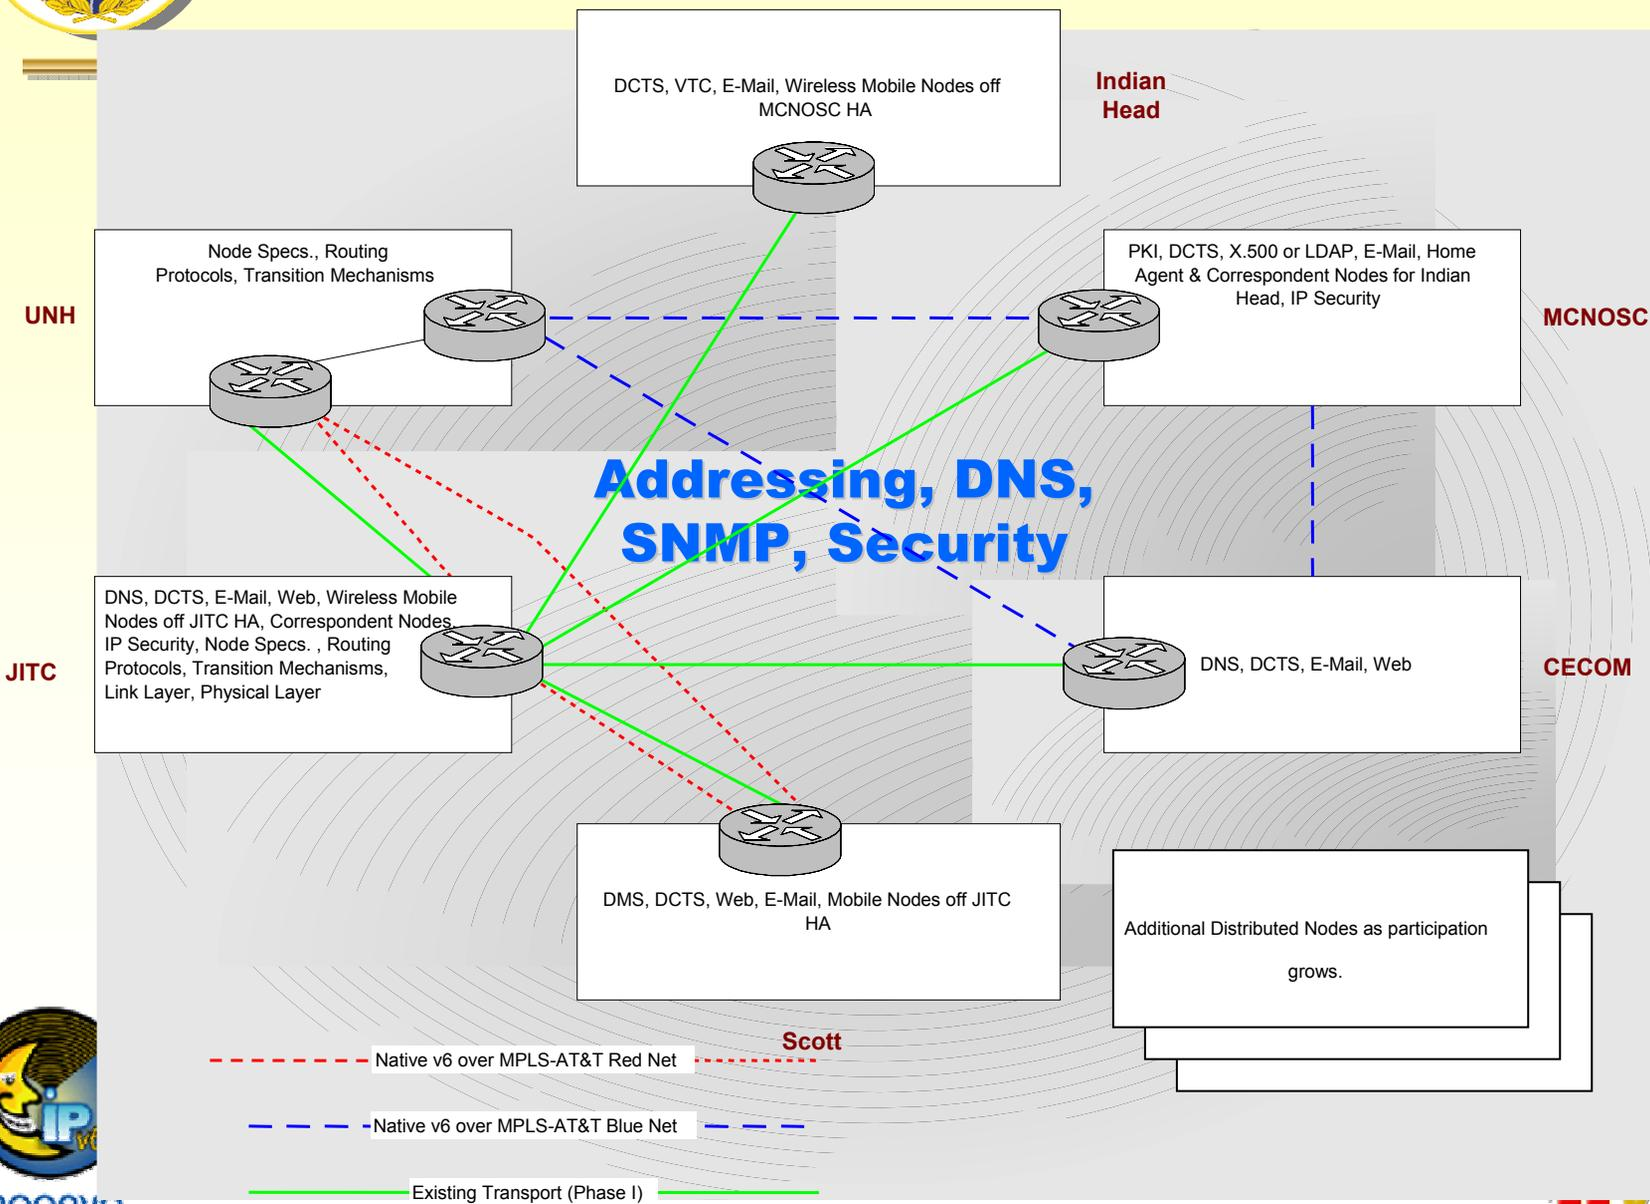 DCTS, VTC, E-Mail, Wireless Mobile Nodes off
MCNOSC HA
Indian
Head
Node Specs., Routing
Protocols, Transition Mechanisms
UNH
PKI, DCTS, X.500 or LDAP, E-Mail, Home
Agent & Correspondent Nodes for Indian
Head, IP Security
MCNOSC
Addressing, DNS,
SNMP, Security
DNS, DCTS, E-Mail, Web, Wireless Mobile
Nodes off JITC HA, Correspondent Nodes,
IP Security, Node Specs. , Routing
Protocols, Transition Mechanisms,
Link Layer, Physical Layer
JITC
DNS, DCTS, E-Mail, Web
CECOM
DMS, DCTS, Web, E-Mail, Mobile Nodes off JITC
HA
Scott
Additional Distributed Nodes as participation
grows.
Native v6 over MPLS-AT&T Red Net
Native v6 over MPLS-AT&T Blue Net
Existing Transport (Phase I)
IP
v6